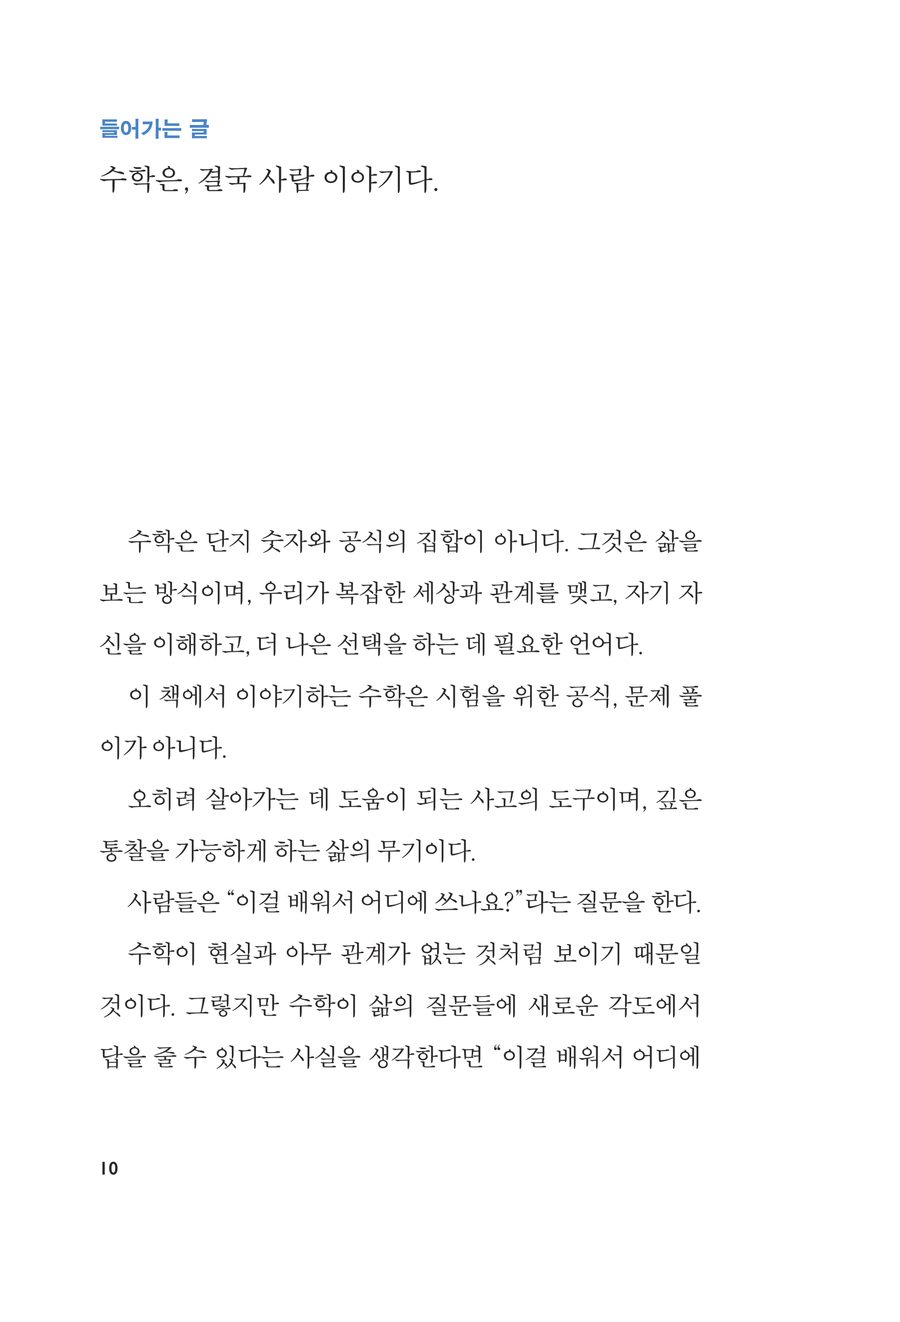 들어가는 글
수학은, 결국 사람 이야기다.
수학은 단지 숫자와 공식의 집합이 아니다. 그것은 삶을
보는 방식이며, 우리가 복잡한 세상과 관계를 맺고, 자기 자
신을 이해하고, 더 나은 선택을 하는 데 필요한 언어다.
이 책에서 이야기하는 수학은 시험을 위한 공식, 문제 풀
이가 아니다.
오히려 살아가는 데 도움이 되는 사고의 도구이며, 깊은
통찰을 가능하게 하는 삶의 무기이다.
사람들은 “이걸 배워서 어디에 쓰나요?”라는 질문을 한다.
수학이 현실과 아무 관계가 없는 것처럼 보이기 때문일
것이다. 그렇지만 수학이 삶의 질문들에 새로운 각도에서
답을 줄 수 있다는 사실을 생각한다면 “이걸 배워서 어디에
10